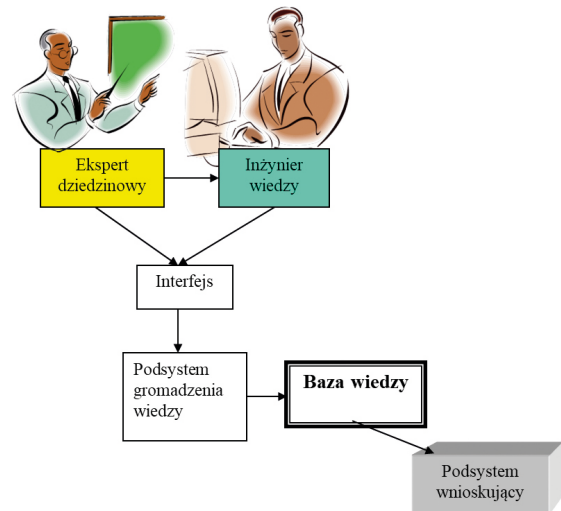 Ekspert
dziedzinowy
Inżynier
wiedzy
Interfejs
Podsystem
gromadzenia
wiedzy
Baza wiedzy
Podsystem
wnioskujący